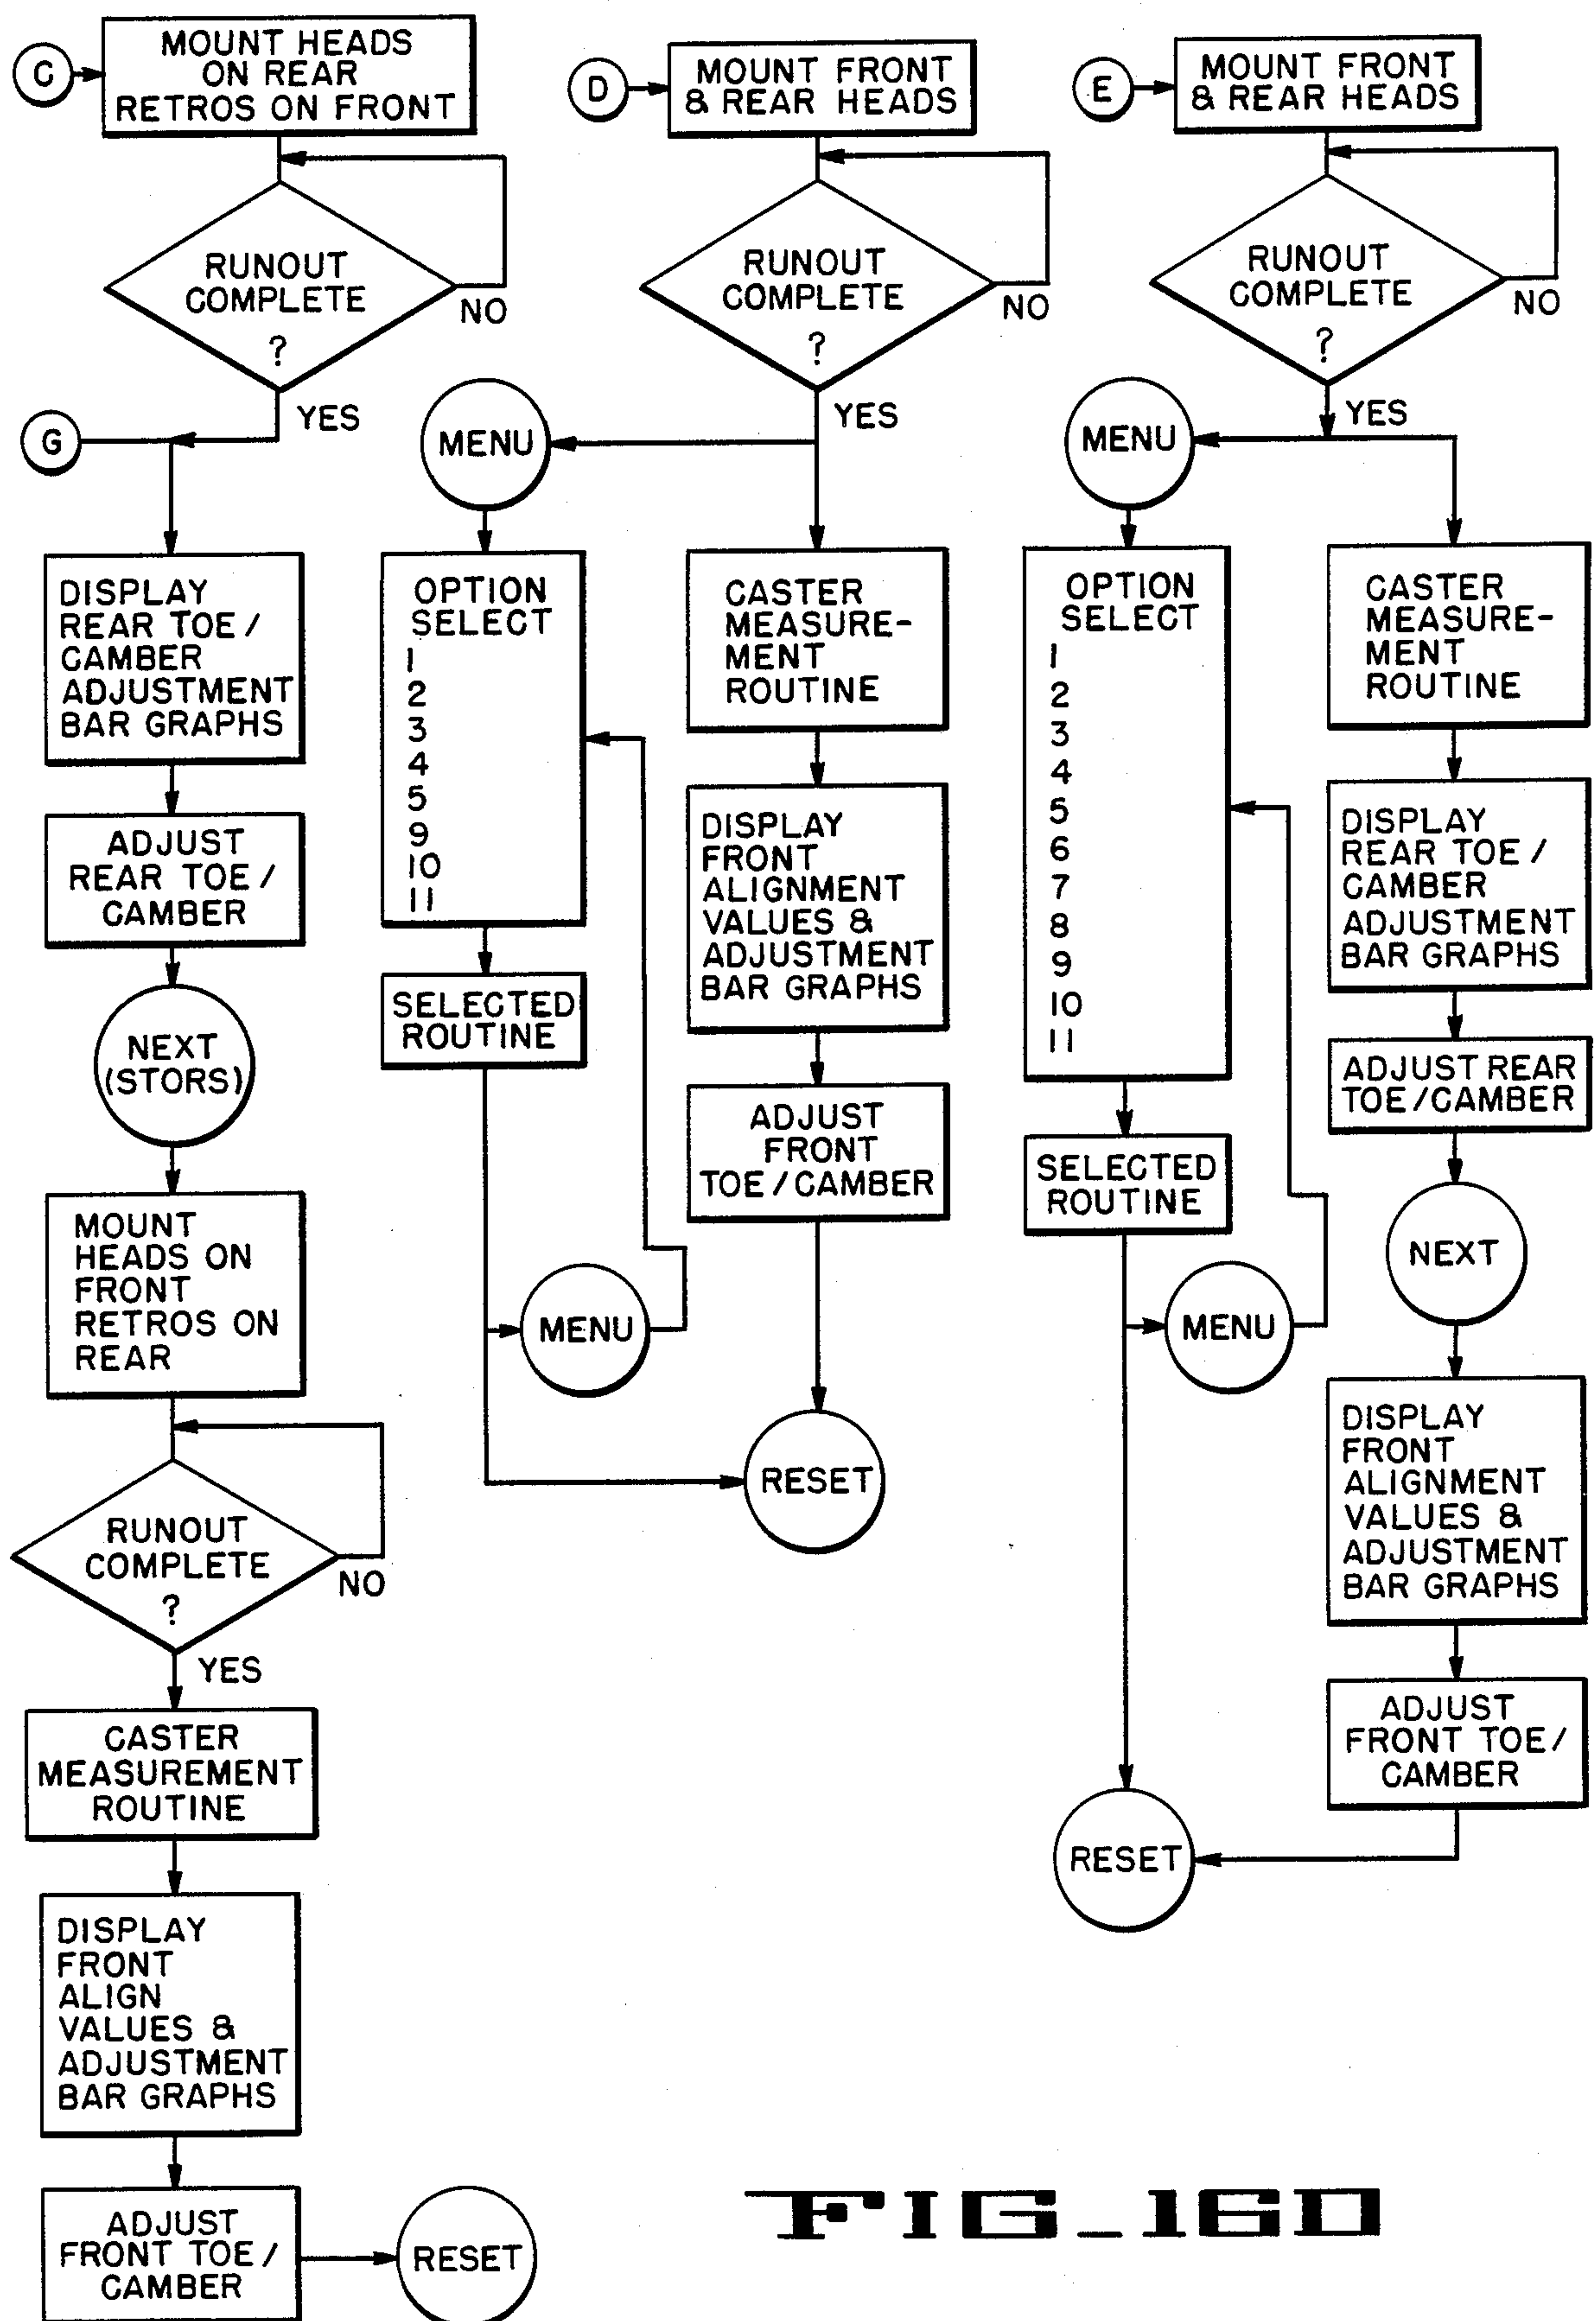 C
MOUNT HEADS
ON REAR
RETROS ON FRONT
RUNOUT
COMPLETE
?
NO
YES
G
DISPLAY
REAR TOE /
CAMBER
ADJUSTMENT
BAR GRAPHS
ADJUST
REAR TOE /
CAMBER
NEXT
(STORS)
MOUNT
HEADS ON
FRONT
RETROS ON
REAR
RUNOUT
COMPLETE
?
NO
YES
CASTER
MEASUREMENT
ROUTINE
DISPLAY
FRONT
ALIGN
VALUES &
ADJUSTMENT
BAR GRAPHS
ADJUST
FRONT TOE /
CAMBER
RESET
D
MOUNT FRONT
& REAR HEADS
RUNOUT
COMPLETE
?
NO
YES
MENU
OPTION
SELECT
1
2
3
4
5
9
10
11
SELECTED
ROUTINE
MENU
CASTER
MEASURE-
MENT
ROUTINE
DISPLAY
FRONT
ALIGNMENT
VALUES &
ADJUSTMENT
BAR GRAPHS
ADJUST
FRONT
TOE / CAMBER
RESET
E
MOUNT FRONT
& REAR HEADS
RUNOUT
COMPLETE
?
NO
YES
MENU
OPTION
SELECT
1
2
3
4
5
6
7
8
9
10
11
SELECTED
ROUTINE
MENU
CASTER
MEASURE-
MENT
ROUTINE
DISPLAY
REAR TOE /
CAMBER
ADJUSTMENT
BAR GRAPHS
ADJUST REAR
TOE/CAMBER
NEXT
DISPLAY
FRONT
ALIGNMENT
VALUES &
ADJUSTMENT
BAR GRAPHS
ADJUST
FRONT TOE /
CAMBER
RESET
FIG_16D